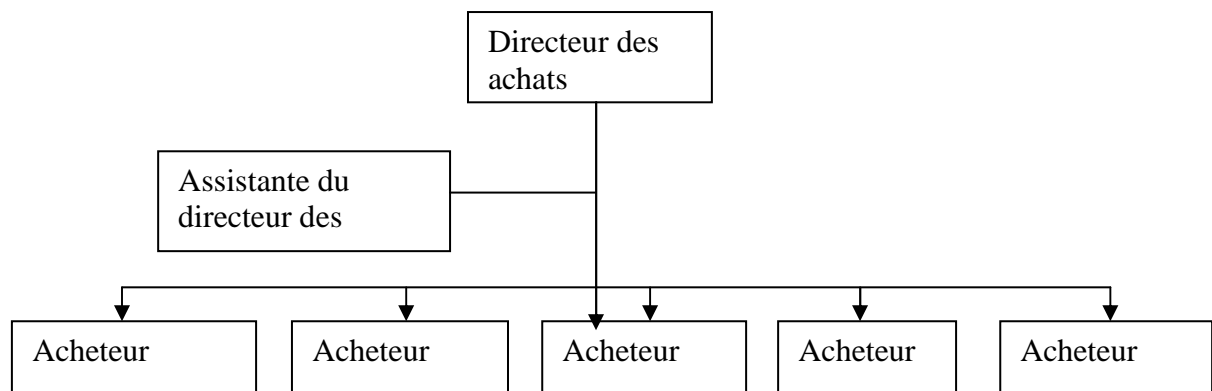 Directeur des
achats
Assistante du
directeur des
Acheteur
Acheteur
Acheteur
Acheteur
Acheteur